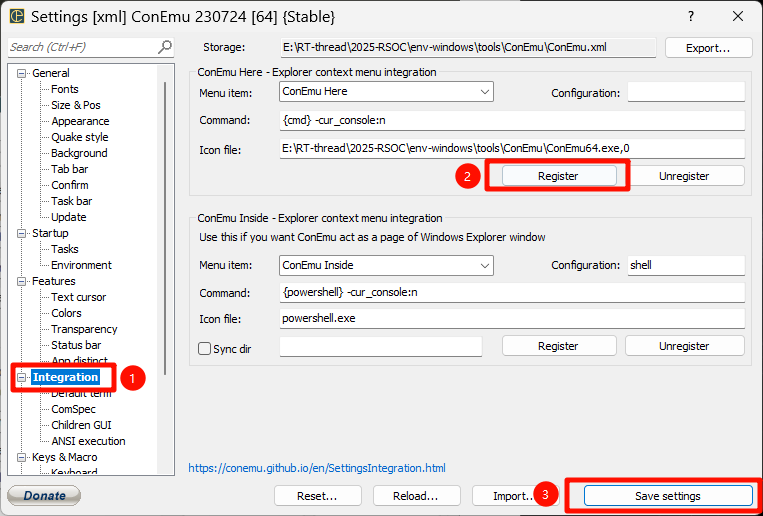 Settings [xml] ConEmu 230724 [64] {Stable}
?
Search (Ctrl+F)
Storage: E:\RT-thread\2025-RSOC\env-windows\tools\ConEmu\ConEmu.xml Export...
General
Fonts
Size & Pos
Appearance
Quake style
Background
Tab bar
Confirm
Task bar
Update
Startup
Tasks
Environment
Features
Text cursor
Colors
Transparency
Status bar
App distinct
Integration
1
Default term
ComSpec
Children GUI
ANSI execution
Keys & Macro
Keyboard
Donate
ConEmu Here - Explorer context menu integration
Menu item: ConEmu Here Configuration:
Command: {cmd} -cur_console:n
Icon file: E:\RT-thread\2025-RSOC\env-windows\tools\ConEmu\ConEmu64.exe,0
2 Register Unregister
ConEmu Inside - Explorer context menu integration
Use this if you want ConEmu act as a page of Windows Explorer window
Menu item: ConEmu Inside Configuration: shell
Command: {powershell} -cur_console:n
Icon file: powershell.exe
Sync dir Register Unregister
https://conemu.github.io/en/SettingsIntegration.html
Reset... Reload... Import... 3 Save settings